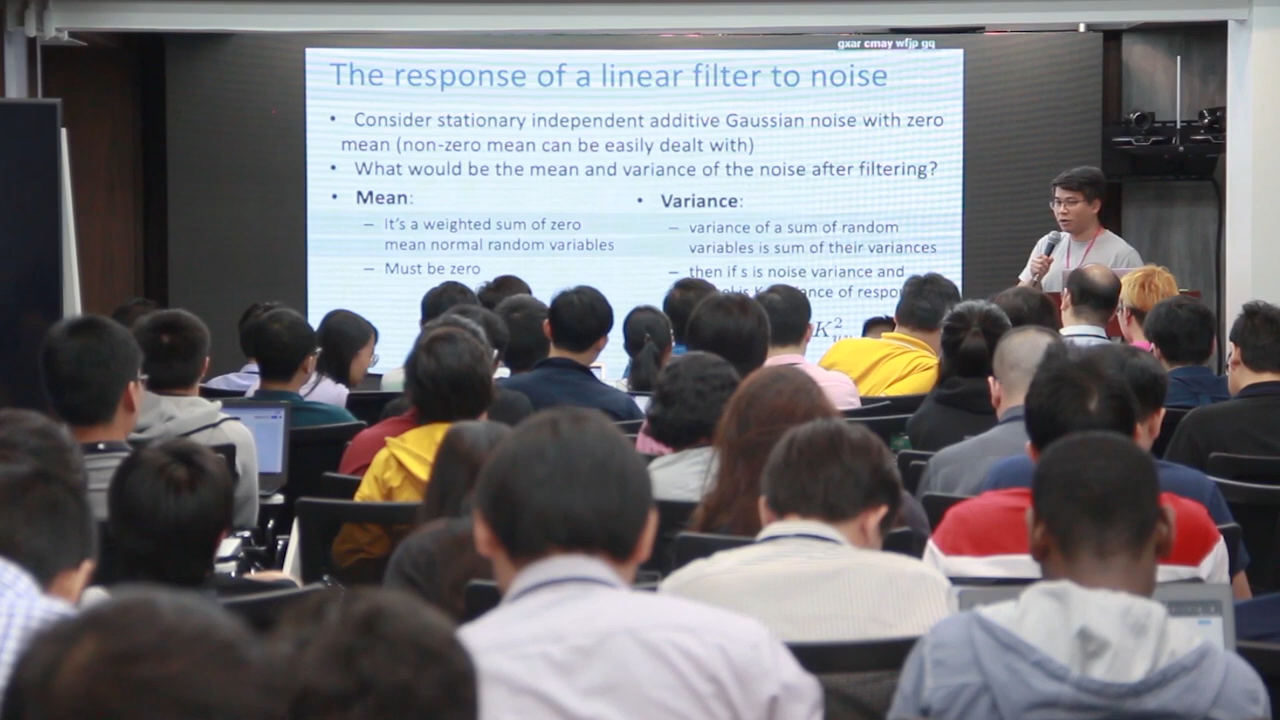 gxar cmay wfjp gq
The response of a linear filter to noise
• Consider stationary independent additive Gaussian noise with zero
mean (non-zero mean can be easily dealt with)
• What would be the mean and variance of the noise after filtering?
• Mean:
– It's a weighted sum of zero
mean normal random variables
– Must be zero
• Variance:
– variance of a sum of random
variables is sum of their variances
– then if s is noise variance and